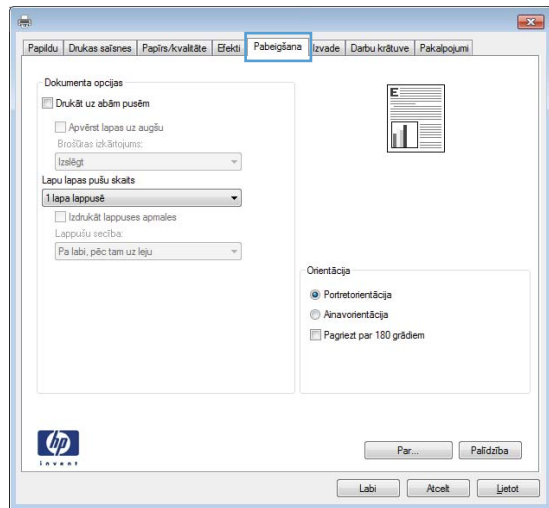 Papildu Drukas saīsnes Papīrs/kvalitāte Efekti Pabeigšana Izvade Darbu krātuve Pakalpojumi
Dokumenta opcijas
Drukāt uz abām pusēm
Apvērst lapas uz augšu
Brošūras izkārtojums:
Izslēgt
Lapu lapas pušu skaits
1 lapa lappusē
Izdrukāt lappuses apmales
Lappušu secība:
Pa labi, pēc tam uz leju
E
Orientācija
Portretorientācija
Ainavorientācija
Pagriezt par 180 grādiem
hp
invent
Par... Palīdzība
Labi Atcelt Lietot